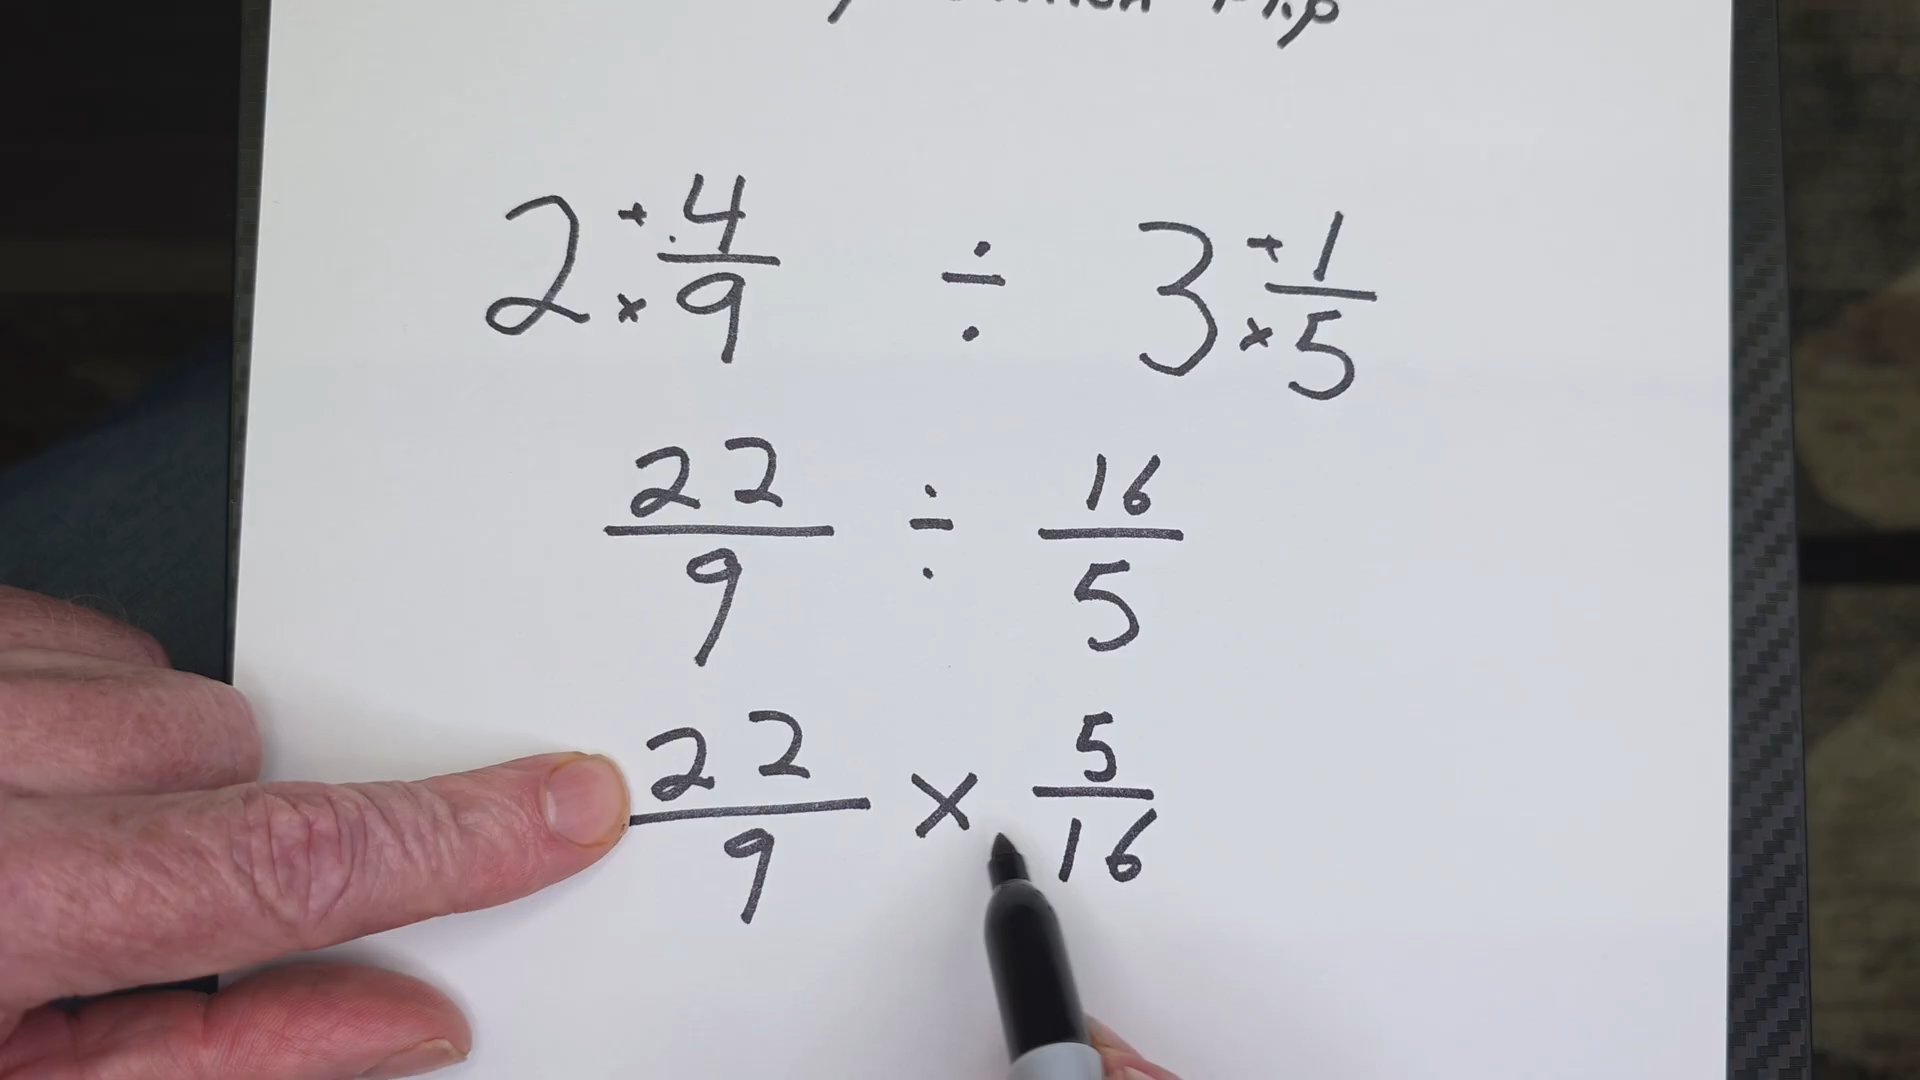 2 + 4/9 × ÷ 3 + 1/5 ×
22/9 ÷ 16/5
22/9 × 5/16